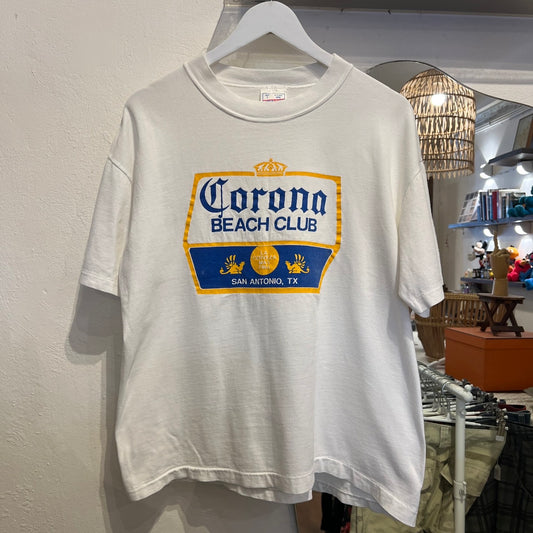 Corona
BEACH CLUB
SAN ANTONIO, TX